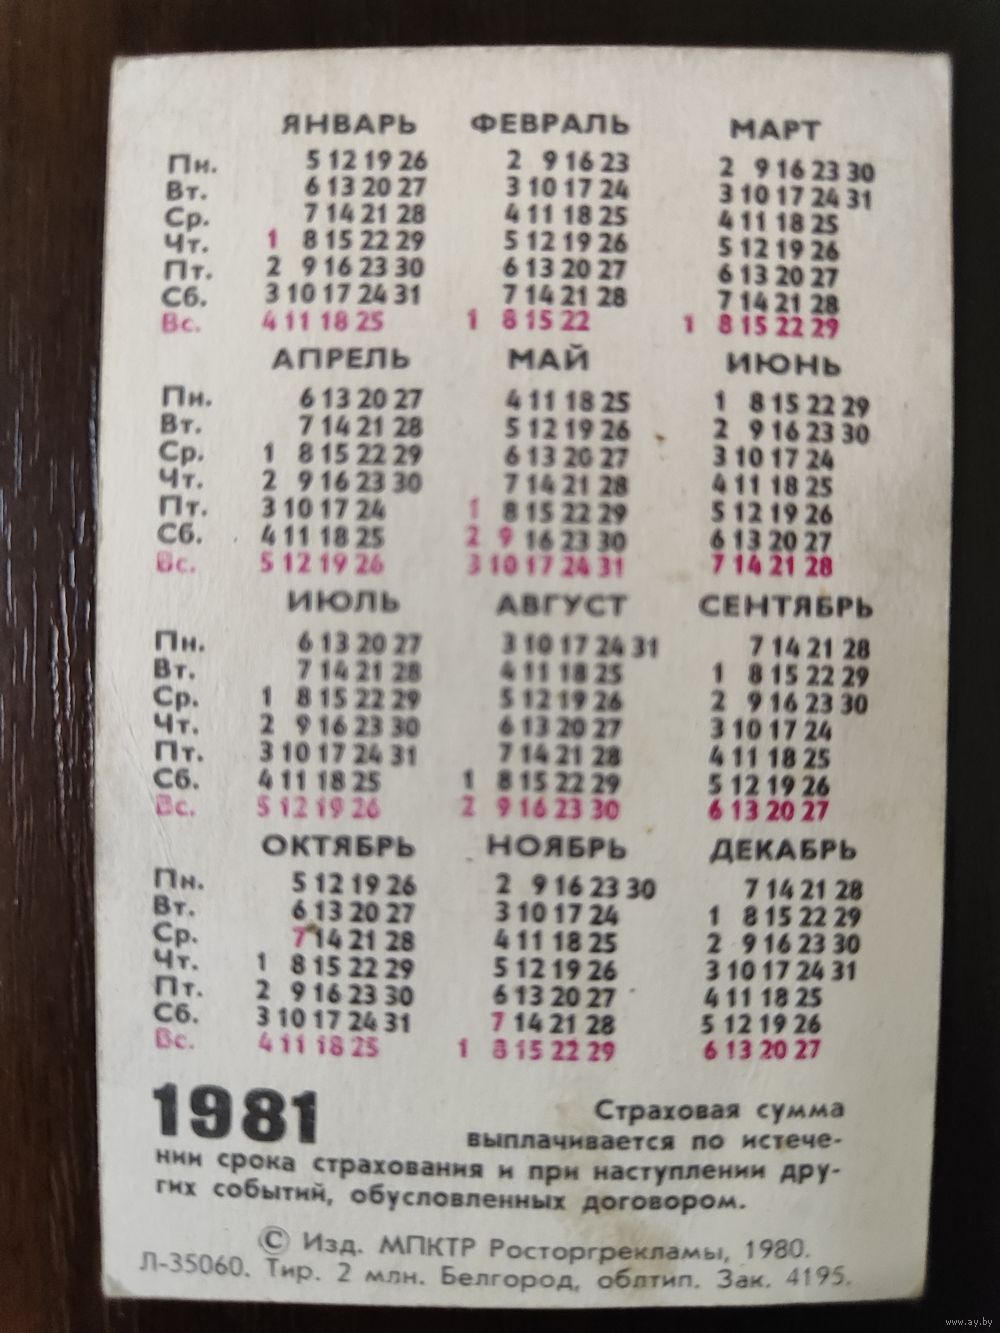 ЯНВАРЬ ФЕВРАЛЬ МАРТ
Пн. 5 12 19 26 2 9 16 23 2 9 16 23 30
Вт. 6 13 20 27 3 10 17 24 3 10 17 24 31
Ср. 7 14 21 28 4 11 18 25 4 11 18 25
Чт. 1 8 15 22 29 5 12 19 26 5 12 19 26
Пт. 2 9 16 23 30 6 13 20 27 6 13 20 27
Сб. 3 10 17 24 31 7 14 21 28 7 14 21 28
Вс. 4 11 18 25 1 8 15 22 1 8 15 22 29
АПРЕЛЬ МАЙ ИЮНЬ
Пн. 6 13 20 27 4 11 18 25 1 8 15 22 29
Вт. 7 14 21 28 5 12 19 26 2 9 16 23 30
Ср. 1 8 15 22 29 6 13 20 27 3 10 17 24
Чт. 2 9 16 23 30 7 14 21 28 4 11 18 25
Пт. 3 10 17 24 1 8 15 22 29 5 12 19 26
Сб. 4 11 18 25 2 9 16 23 30 6 13 20 27
Вс. 5 12 19 26 3 10 17 24 31 7 14 21 28
ИЮЛЬ АВГУСТ СЕНТЯБРЬ
Пн. 6 13 20 27 3 10 17 24 31 7 14 21 28
Вт. 7 14 21 28 4 11 18 25 1 8 15 22 29
Ср. 1 8 15 22 29 5 12 19 26 2 9 16 23 30
Чт. 2 9 16 23 30 6 13 20 27 3 10 17 24
Пт. 3 10 17 24 31 7 14 21 28 4 11 18 25
Сб. 4 11 18 25 1 8 15 22 29 5 12 19 26
Вс. 5 12 19 26 2 9 16 23 30 6 13 20 27
ОКТЯБРЬ НОЯБРЬ ДЕКАБРЬ
Пн. 5 12 19 26 2 9 16 23 30 7 14 21 28
Вт. 6 13 20 27 3 10 17 24 1 8 15 22 29
Ср. 7 14 21 28 4 11 18 25 2 9 16 23 30
Чт. 1 8 15 22 29 5 12 19 26 3 10 17 24 31
Пт. 2 9 16 23 30 6 13 20 27 4 11 18 25
Сб. 3 10 17 24 31 7 14 21 28 5 12 19 26
Вс. 4 11 18 25 1 8 15 22 29 6 13 20 27
1981 Страховая сумма
выплачивается по истече-
нии срока страхования и при наступлении дру-
гих событий, обусловленных договором.
© Изд. МПКТР Росторгрекламы, 1980.
Л-35060. Тир. 2 млн. Белгород, облтип. Зак. 4195.
www.ay.by